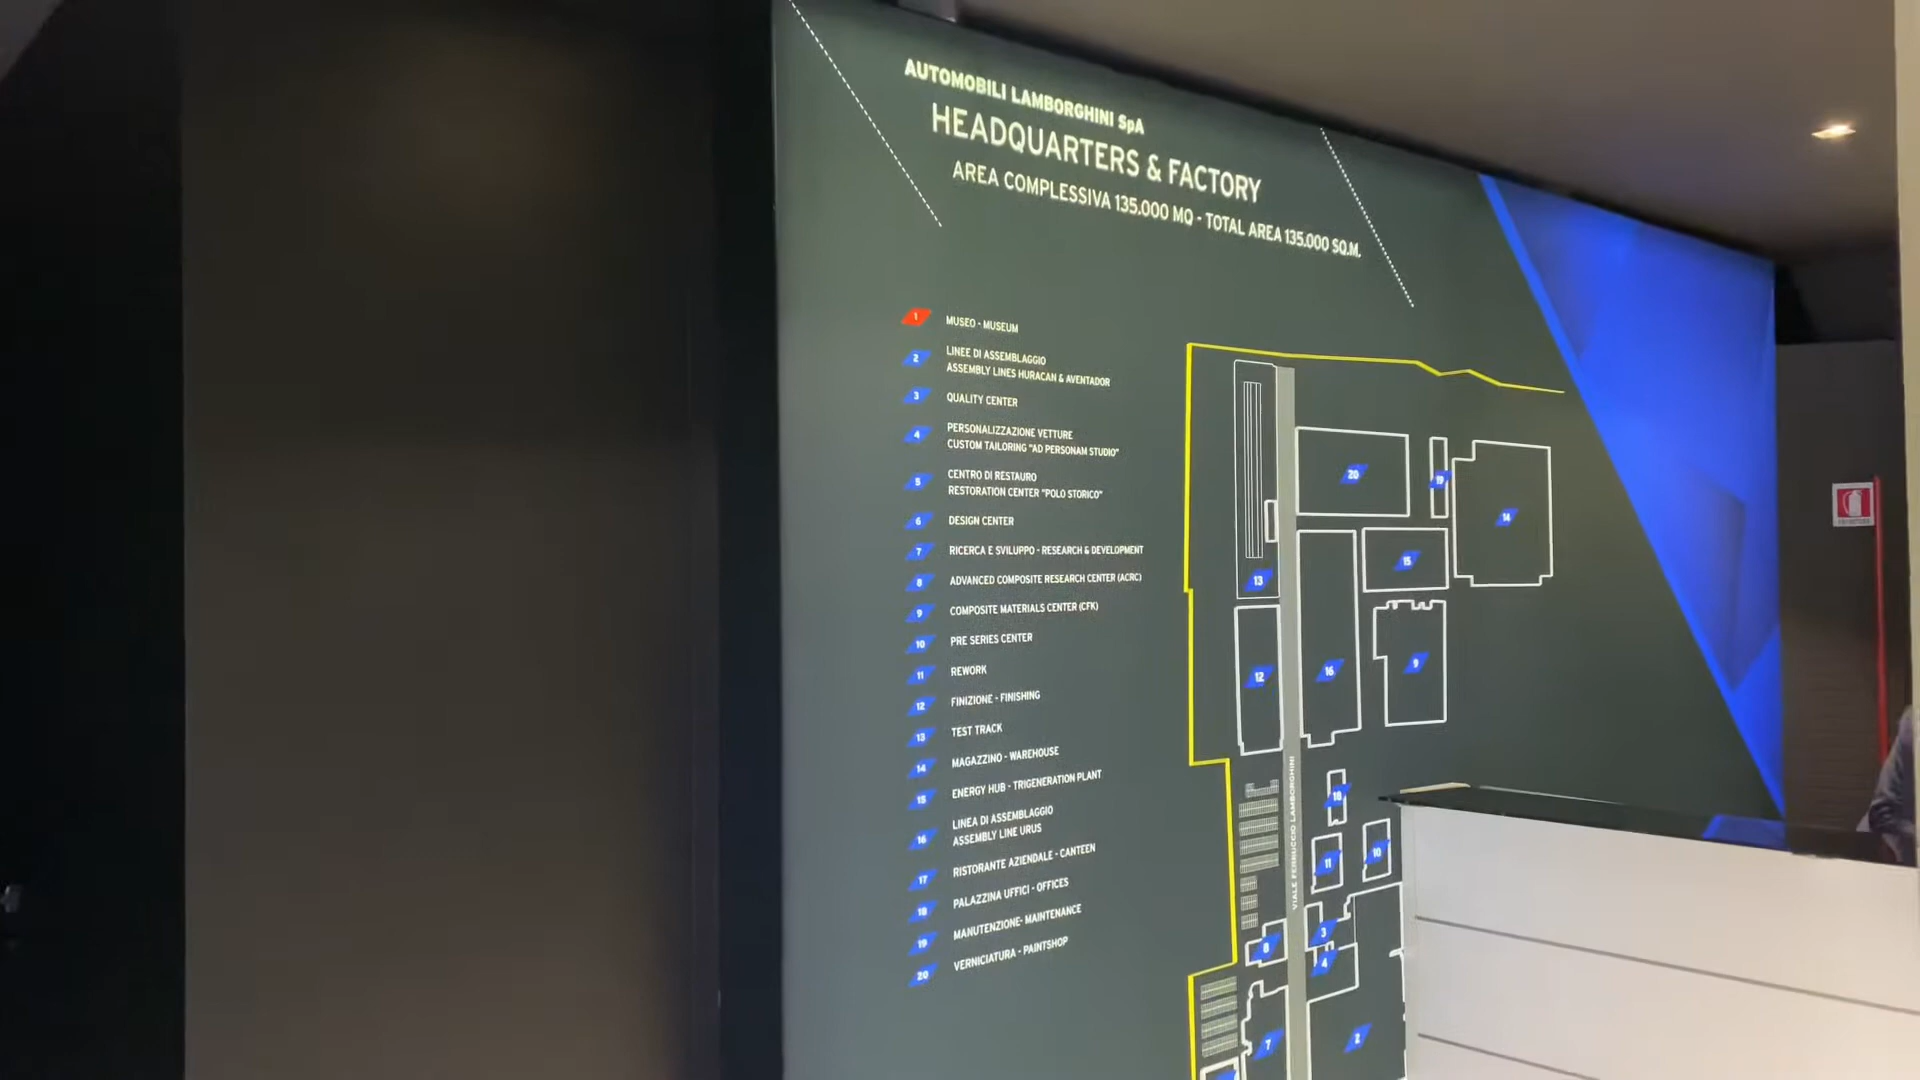 AUTOMOBILI LAMBORGHINI SpA
HEADQUARTERS & FACTORY
AREA COMPLESSIVA 135.000 MQ - TOTAL AREA 135.000 SQ.M.
1 MUSEO - MUSEUM
2 LINEE DI ASSEMBLAGGIO
ASSEMBLY LINES HURACAN & AVENTADOR
3 QUALITY CENTER
4 PERSONALIZZAZIONE VETTURE
CUSTOM TAILORING "AD PERSONAM STUDIO"
5 CENTRO DI RESTAURO
RESTORATION CENTER "POLO STORICO"
6 DESIGN CENTER
7 RICERCA E SVILUPPO - RESEARCH & DEVELOPMENT
8 ADVANCED COMPOSITE RESEARCH CENTER (ACRC)
9 COMPOSITE MATERIALS CENTER (CFK)
10 PRE SERIES CENTER
11 REWORK
12 FINIZIONE - FINISHING
13 TEST TRACK
14 MAGAZZINO - WAREHOUSE
15 ENERGY HUB - TRIGENERATION PLANT
16 LINEA DI ASSEMBLAGGIO
ASSEMBLY LINE URUS
17 RISTORANTE AZIENDALE - CANTEEN
18 PALAZZINA UFFICI - OFFICES
19 MANUTENZIONE- MAINTENANCE
20 VERNICIATURA - PAINTSHOP
20
19
14
15
13
12
16
9
VIALE FERRUCCIO LAMBORGHINI
18
11
10
8
3
4
7
2